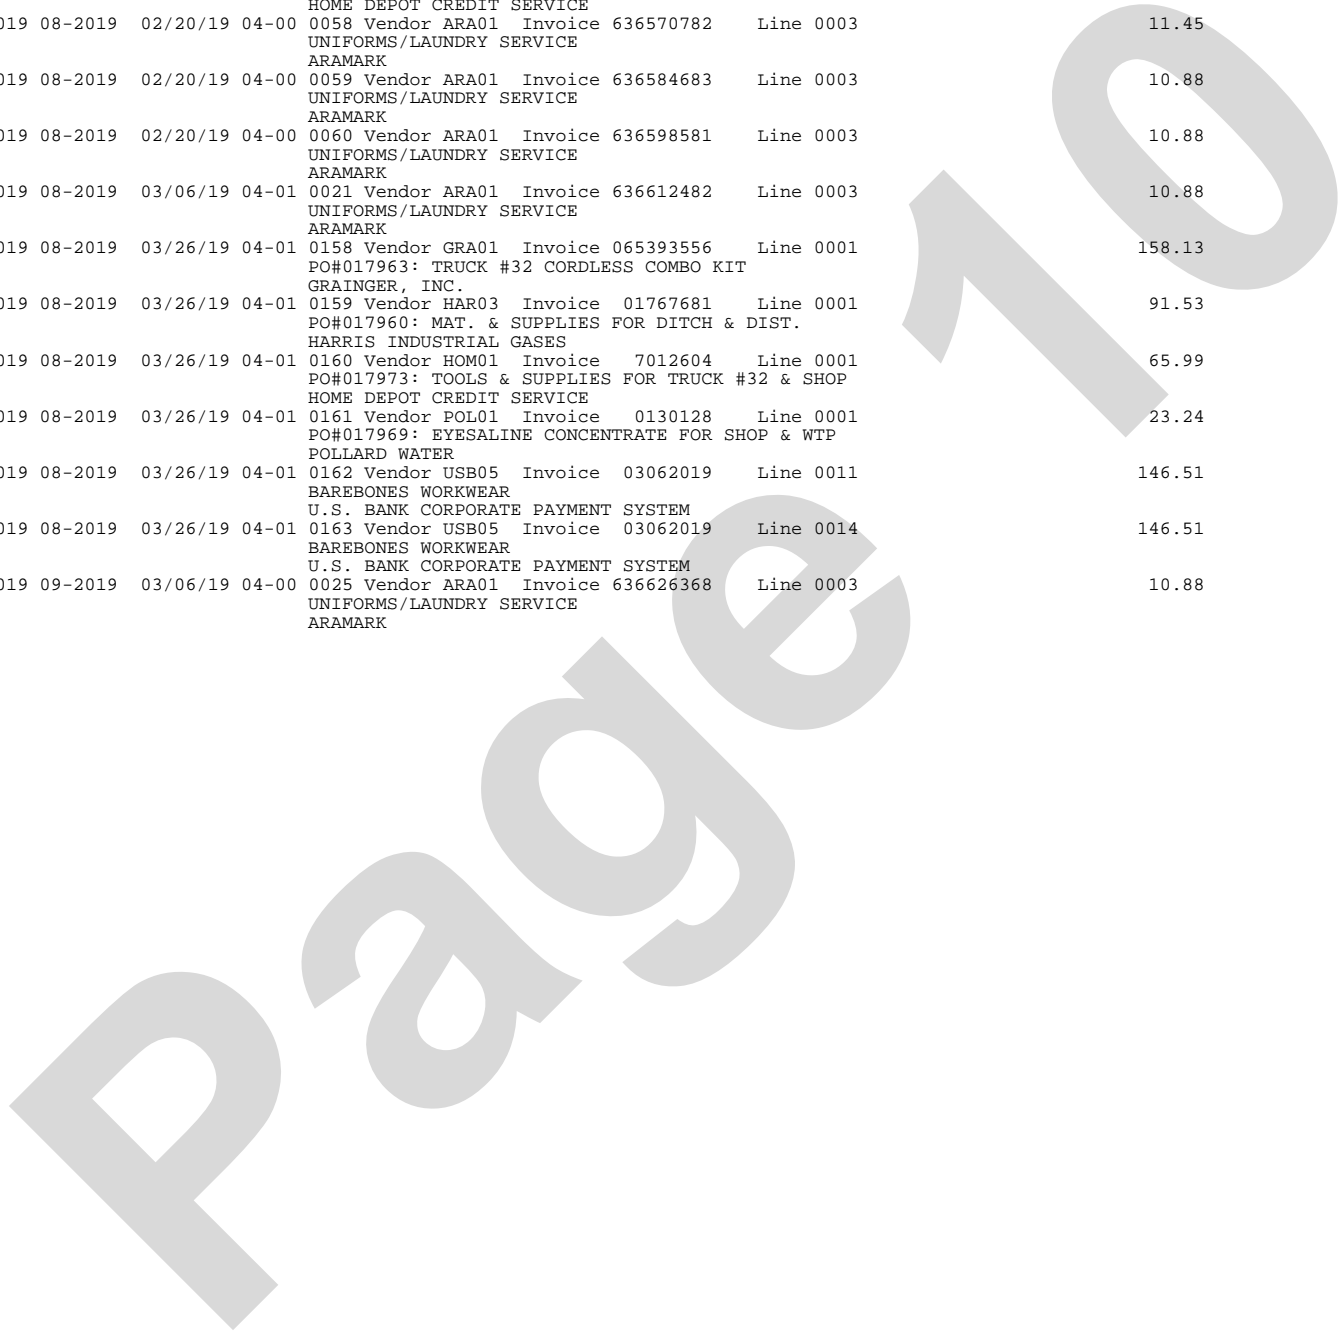 HOME DEPOT CREDIT SERVICE
019 08-2019 02/20/19 04-00 0058 Vendor ARA01 Invoice 636570782 Line 0003 11.45
UNIFORMS/LAUNDRY SERVICE
ARAMARK
019 08-2019 02/20/19 04-00 0059 Vendor ARA01 Invoice 636584683 Line 0003 10.88
UNIFORMS/LAUNDRY SERVICE
ARAMARK
019 08-2019 02/20/19 04-00 0060 Vendor ARA01 Invoice 636598581 Line 0003 10.88
UNIFORMS/LAUNDRY SERVICE
ARAMARK
019 08-2019 03/06/19 04-01 0021 Vendor ARA01 Invoice 636612482 Line 0003 10.88
UNIFORMS/LAUNDRY SERVICE
ARAMARK
019 08-2019 03/26/19 04-01 0158 Vendor GRA01 Invoice 065393556 Line 0001 158.13
PO#017963: TRUCK #32 CORDLESS COMBO KIT
GRAINGER, INC.
019 08-2019 03/26/19 04-01 0159 Vendor HAR03 Invoice 01767681 Line 0001 91.53
PO#017960: MAT. & SUPPLIES FOR DITCH & DIST.
HARRIS INDUSTRIAL GASES
019 08-2019 03/26/19 04-01 0160 Vendor HOM01 Invoice 7012604 Line 0001 65.99
PO#017973: TOOLS & SUPPLIES FOR TRUCK #32 & SHOP
HOME DEPOT CREDIT SERVICE
019 08-2019 03/26/19 04-01 0161 Vendor POL01 Invoice 0130128 Line 0001 23.24
PO#017969: EYESALINE CONCENTRATE FOR SHOP & WTP
POLLARD WATER
019 08-2019 03/26/19 04-01 0162 Vendor USB05 Invoice 03062019 Line 0011 146.51
BAREBONES WORKWEAR
U.S. BANK CORPORATE PAYMENT SYSTEM
019 08-2019 03/26/19 04-01 0163 Vendor USB05 Invoice 03062019 Line 0014 146.51
BAREBONES WORKWEAR
U.S. BANK CORPORATE PAYMENT SYSTEM
019 09-2019 03/06/19 04-00 0025 Vendor ARA01 Invoice 636626368 Line 0003 10.88
UNIFORMS/LAUNDRY SERVICE
ARAMARK
Page 10